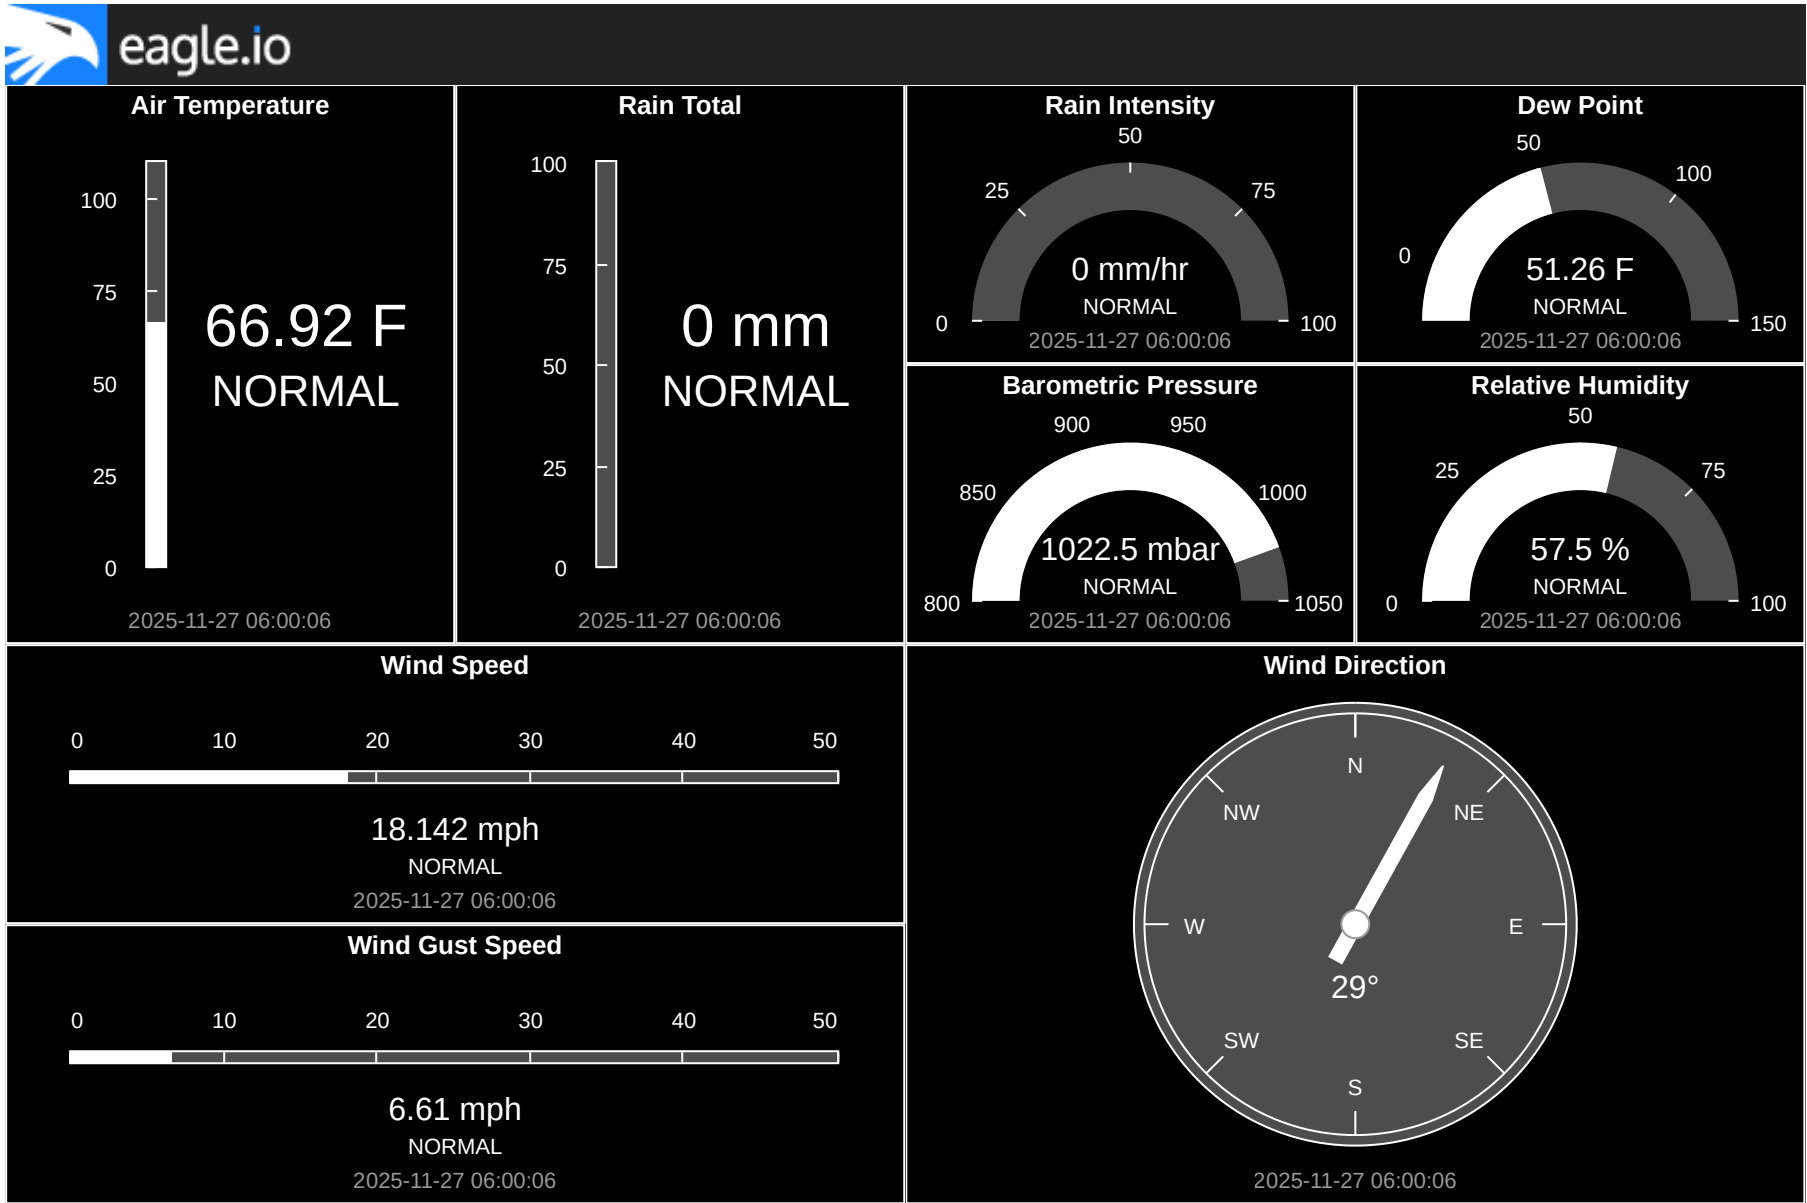 eagle.io
Air Temperature
100
75
50
25
0
66.92 F
NORMAL
2025-11-27 06:00:06
Rain Total
100
75
50
25
0
0 mm
NORMAL
2025-11-27 06:00:06
Rain Intensity
50
25
75
0
100
0 mm/hr
NORMAL
2025-11-27 06:00:06
Dew Point
50
100
0
150
51.26 F
NORMAL
2025-11-27 06:00:06
Barometric Pressure
900
950
850
1000
800
1050
1022.5 mbar
NORMAL
2025-11-27 06:00:06
Relative Humidity
50
25
75
0
100
57.5 %
NORMAL
2025-11-27 06:00:06
Wind Speed
0 10 20 30 40 50
18.142 mph
NORMAL
2025-11-27 06:00:06
Wind Gust Speed
0 10 20 30 40 50
6.61 mph
NORMAL
2025-11-27 06:00:06
Wind Direction
N
NW
NE
W
E
29°
SW
SE
S
2025-11-27 06:00:06